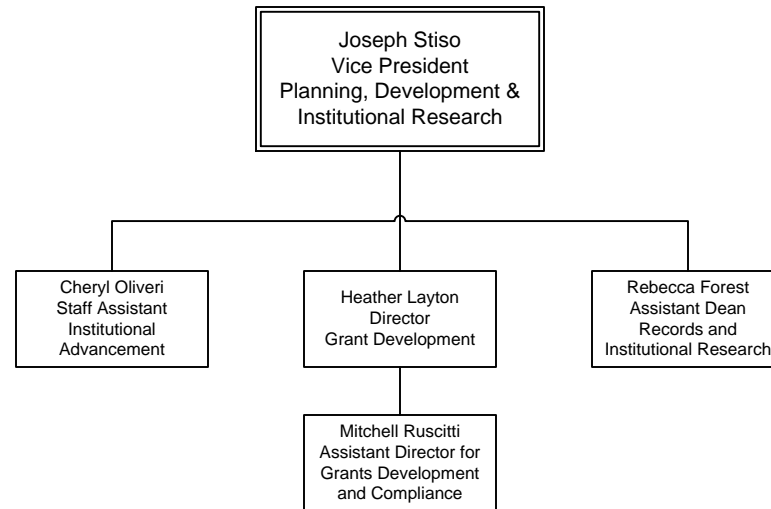 Joseph Stiso
Vice President
Planning, Development &
Institutional Research
Cheryl Oliveri
Staff Assistant
Institutional
Advancement
Heather Layton
Director
Grant Development
Rebecca Forest
Assistant Dean
Records and
Institutional Research
Mitchell Ruscitti
Assistant Director for
Grants Development
and Compliance